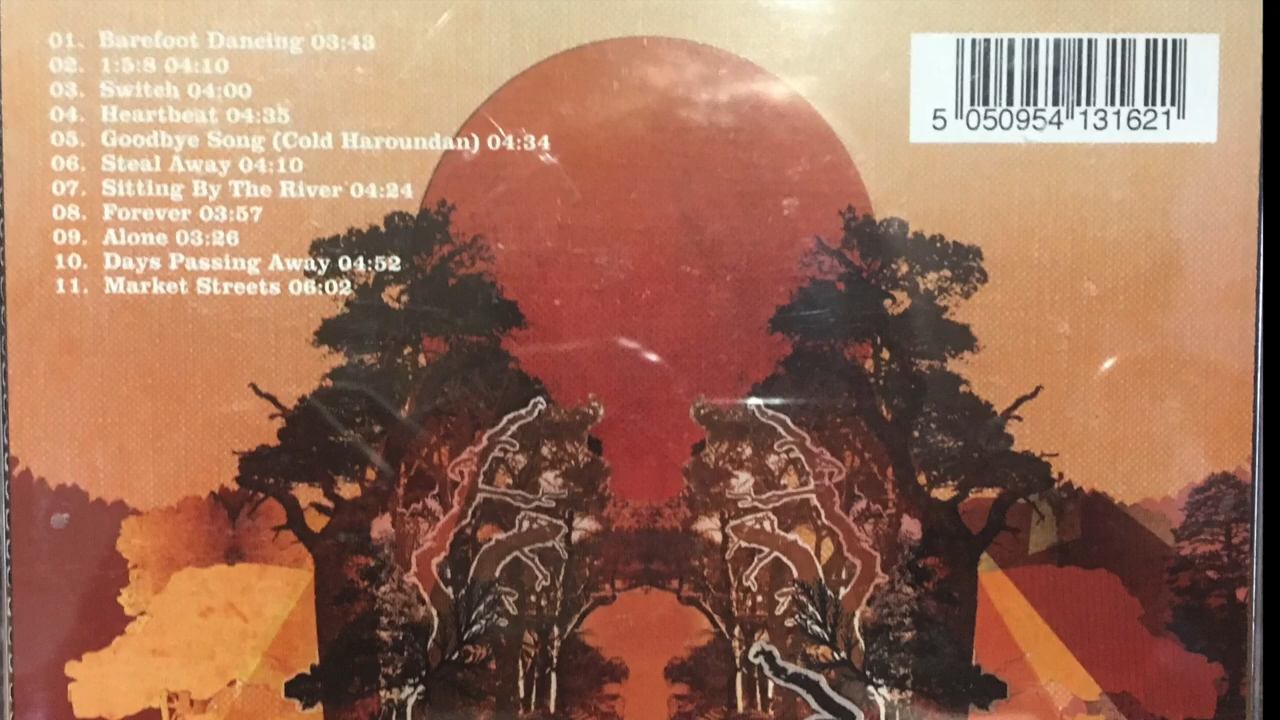 01. Barefoot Dancing 03:43
02. 1:5:8 04:10
03. Switch 04:00
04. Heartbeat 04:35
05. Goodbye Song (Cold Haroundan) 04:34
06. Steal Away 04:10
07. Sitting By The River 04:24
08. Forever 03:57
09. Alone 03:26
10. Days Passing Away 04:52
11. Market Streets 06:02
5 050954 131621